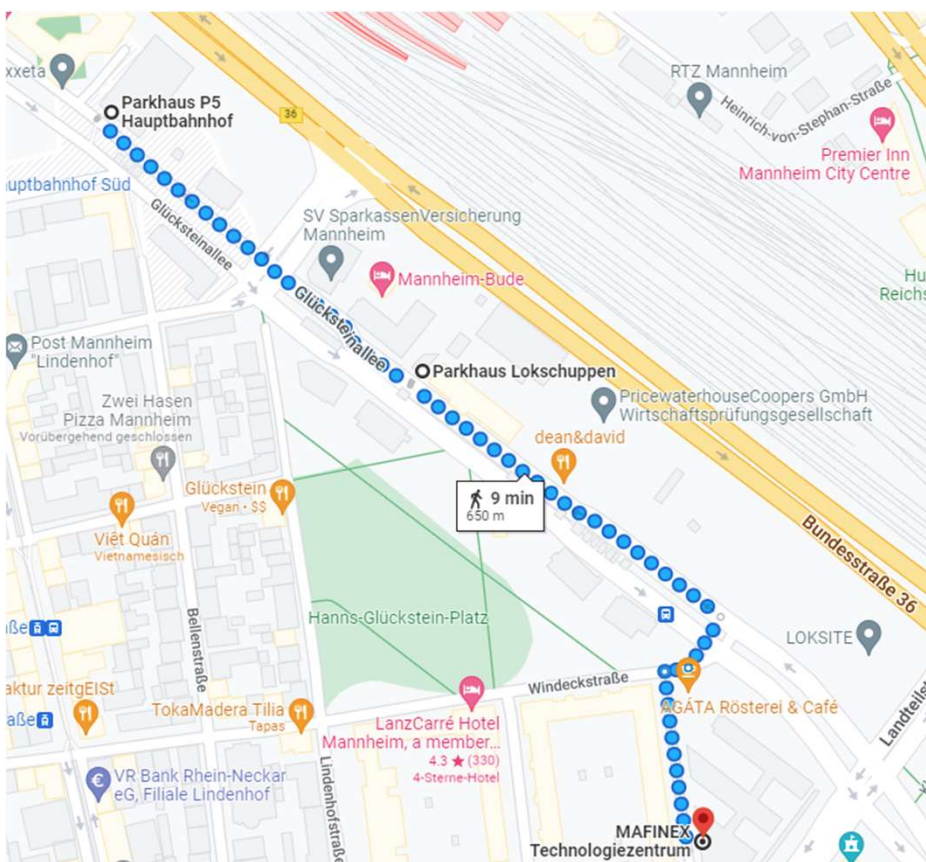 xxeta
Parkhaus P5
Hauptbahnhof
36
RTZ Mannheim
Heinrich-von-Stephan-Straße
Premier Inn
Mannheim City Centre
auptbahnhof Süd
Glücksteinallee
SV SparkassenVersicherung
Mannheim
Mannheim-Bude
Hu
Reichs
Glücksteinallee
Post Mannheim
"Lindenhof"
Parkhaus Lokschuppen
PricewaterhouseCoopers GmbH
Wirtschaftsprüfungsgesellschaft
Zwei Hasen
Pizza Mannheim
Vorübergehend geschlossen
dean&david
Glückstein
Vegan • $$
9 min
650 m
Việt Quán
Vietnamesisch
Bundesstraße 36
Hanns-Glückstein-Platz
Bellenstraße
aße
LOKSITE
Windeckstraße
aktur zeitgEISt
aße
TokaMadera Tilia
Tapas
LanzCarré Hotel
Mannheim, a member...
4.3 ★ (330)
4-Sterne-Hotel
AGÁTA Rösterei & Café
Landteilst
Lindenhofstraße
VR Bank Rhein-Neckar
eG, Filiale Lindenhof
MAFINEX
Technologiezentrum